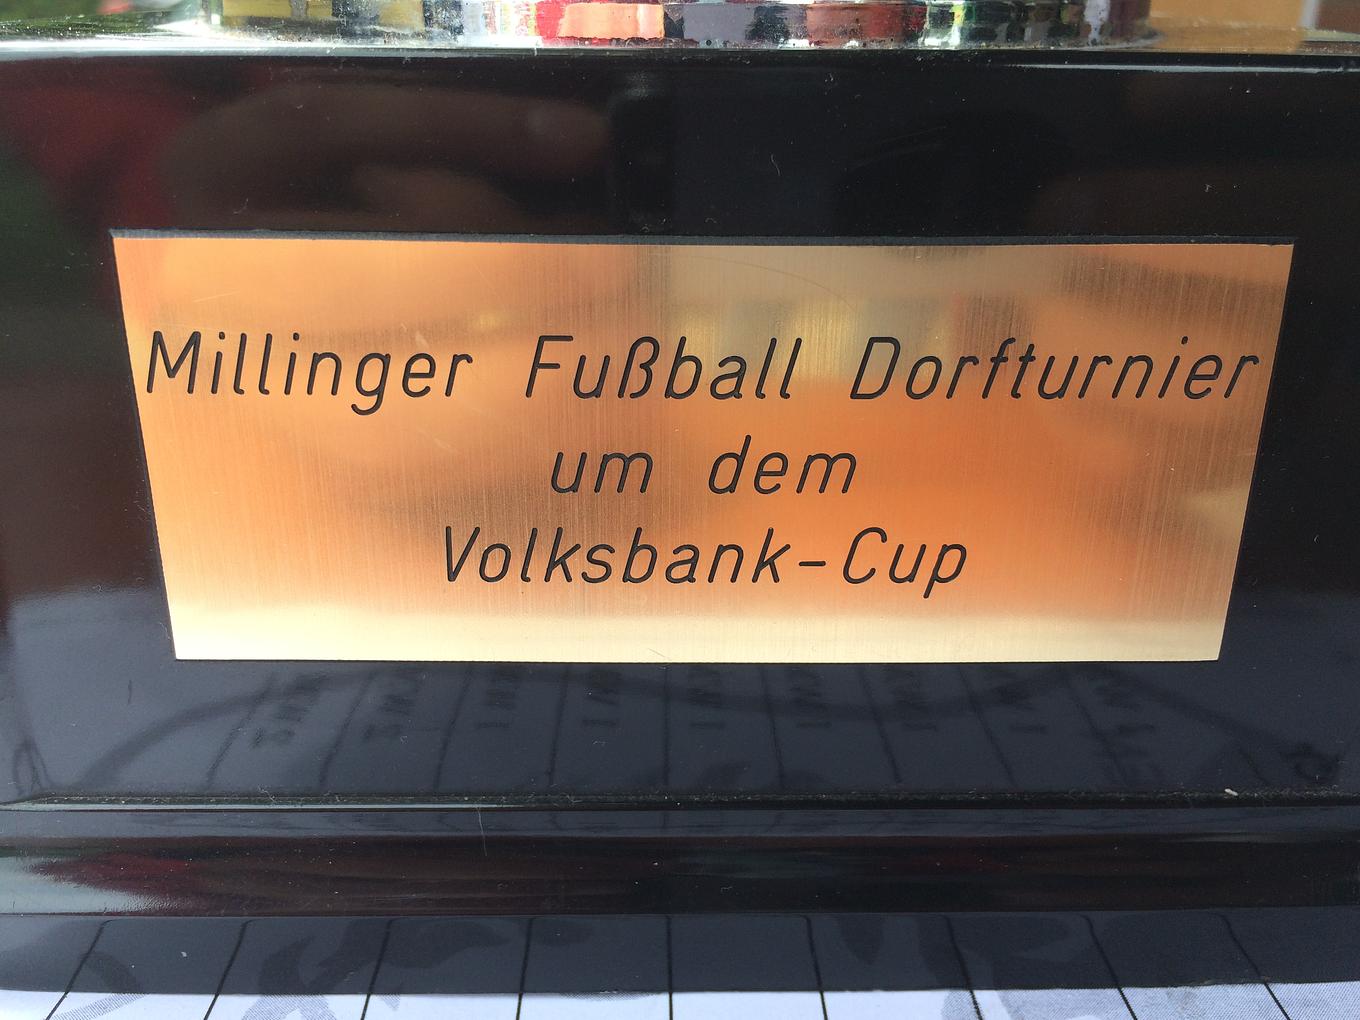 Millinger Fußball Dorfturnier
um dem
Volksbank-Cup